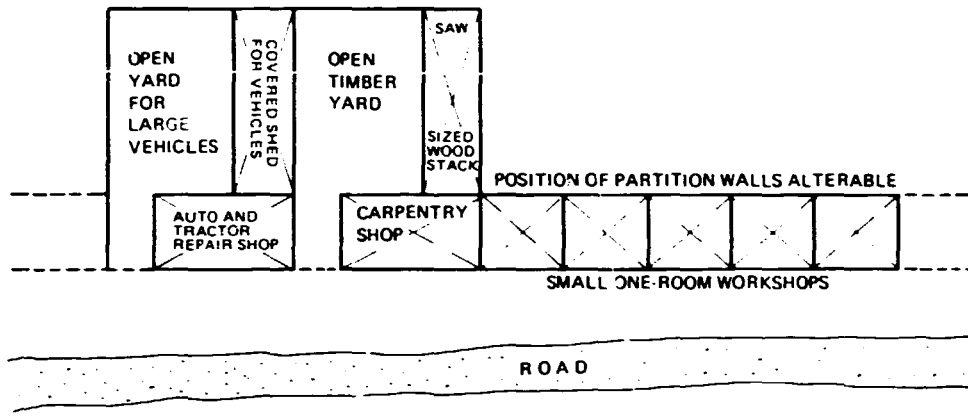 OPEN
YARD
FOR
LARGE
VEHICLES
COVERED SHED
FOR VEHICLES
OPEN
TIMBER
YARD
SAW
SIZED
WOOD
STACK
POSITION OF PARTITION WALLS ALTERABLE
AUTO AND
TRACTOR
REPAIR SHOP
CARPENTRY
SHOP
SMALL ONE-ROOM WORKSHOPS
ROAD